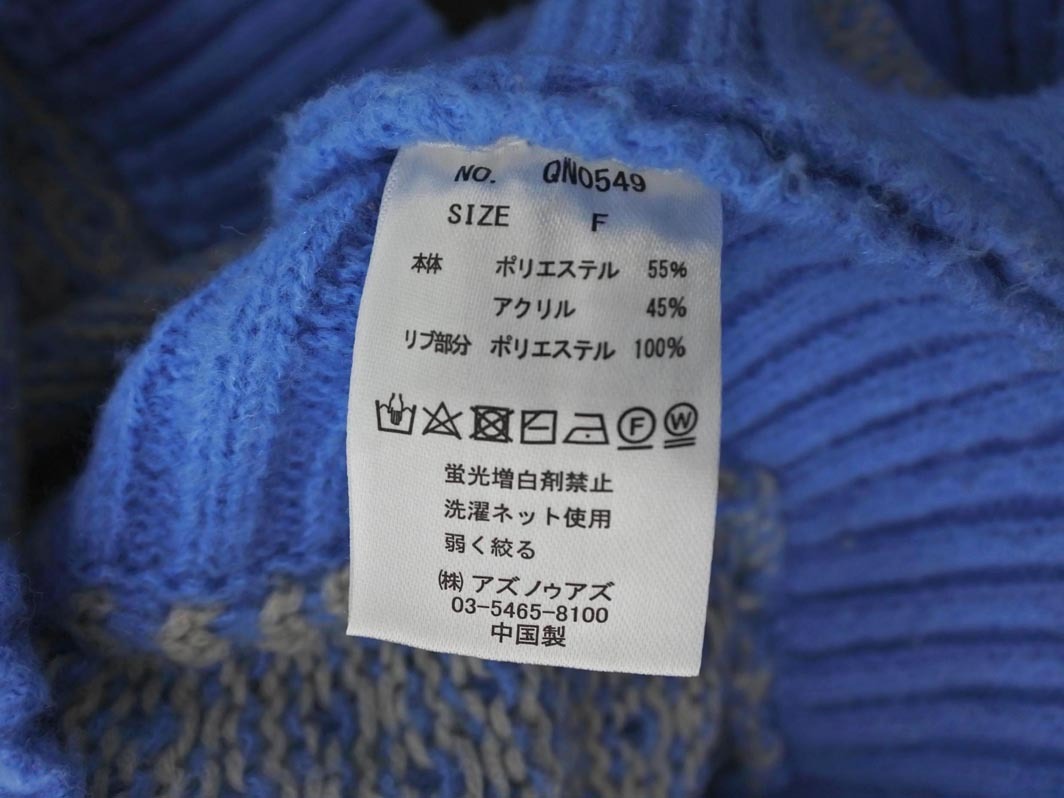 NO. QN0549
SIZE F
本体 ポリエステル 55%
アクリル 45%
リブ部分 ポリエステル 100%
F W
蛍光増白剤禁止
洗濯ネット使用
弱く絞る
㈱ アズノゥアズ
03-5465-8100
中国製